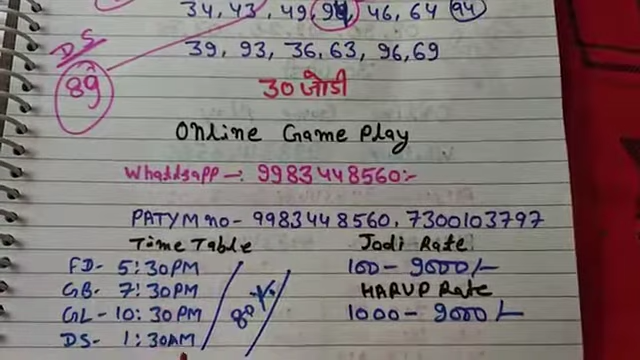 34, 43, 49, 94, 46, 64 94
39, 93, 36, 63, 96, 69
DS
89
30 जोडी
Online Game Play
Whatdsapp -: 9983448560:-
PATYM no - 9983448560, 7300103797
Time Table Jodi Rate
FD- 5:30PM 100 - 9000/-
GB- 7:30PM HARUP Rate
GL- 10:30PM 1000 - 9000/-
DS- 1:30AM